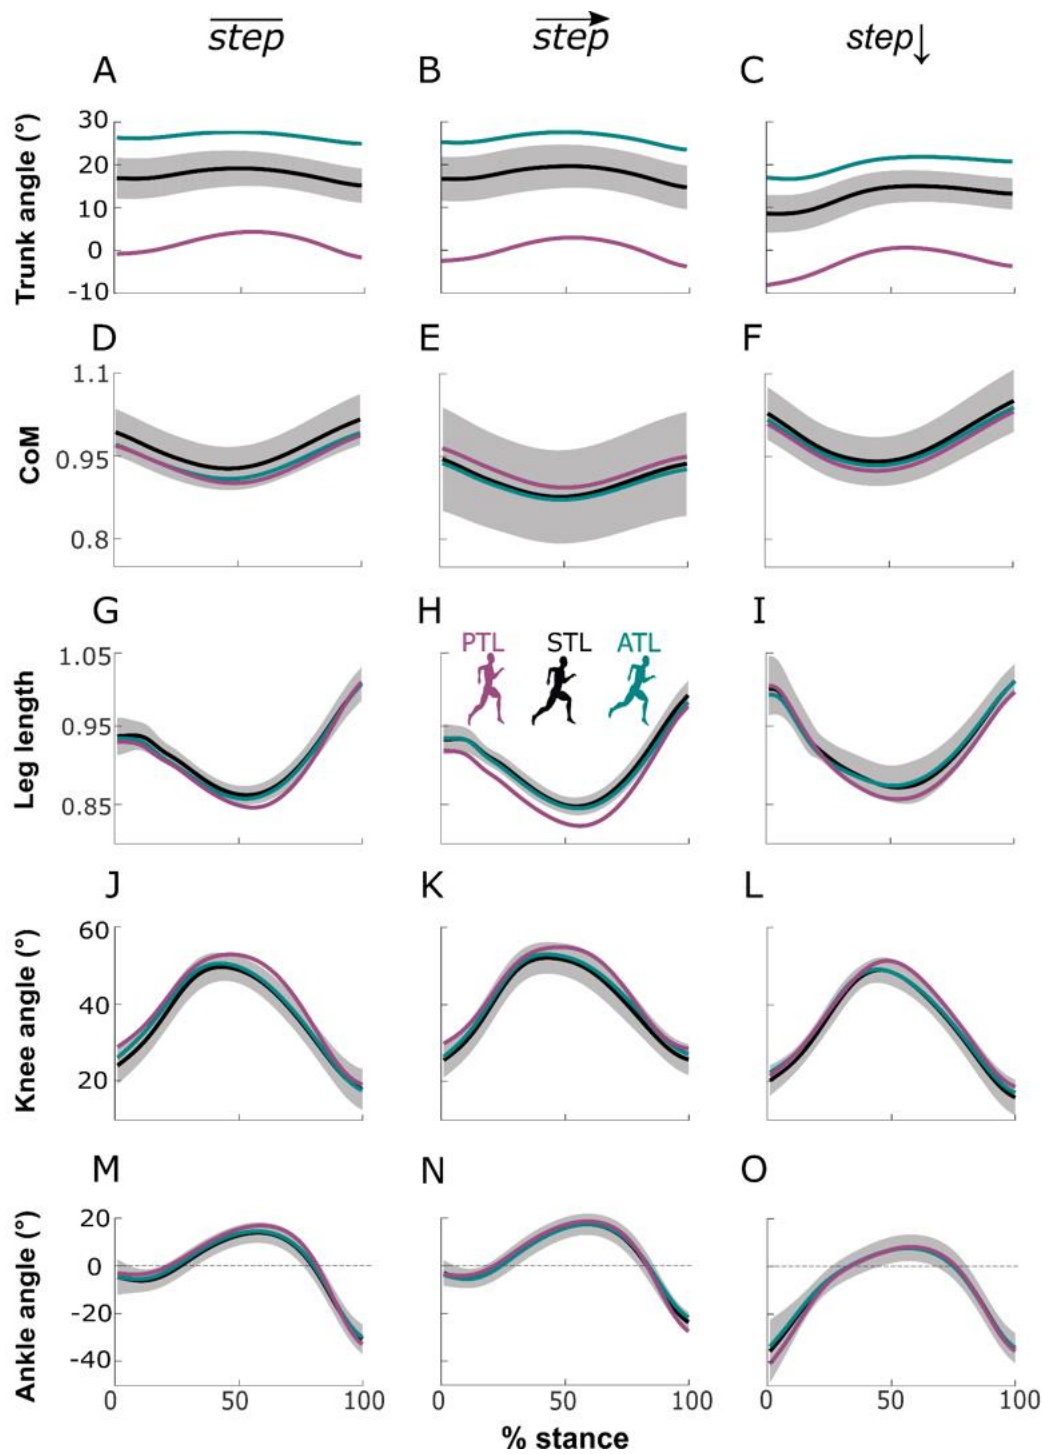 step step step↓
A B C
Trunk angle (°)
30
20
10
0
-10
D E F
CoM
1.1
0.95
0.8
G H I
Leg length
1.05
0.95
0.85
PTL STL ATL
J K L
Knee angle (°)
60
40
20
M N O
Ankle angle (°)
20
0
-20
-40
0 50 100 0 50 100 0 50 100
% stance